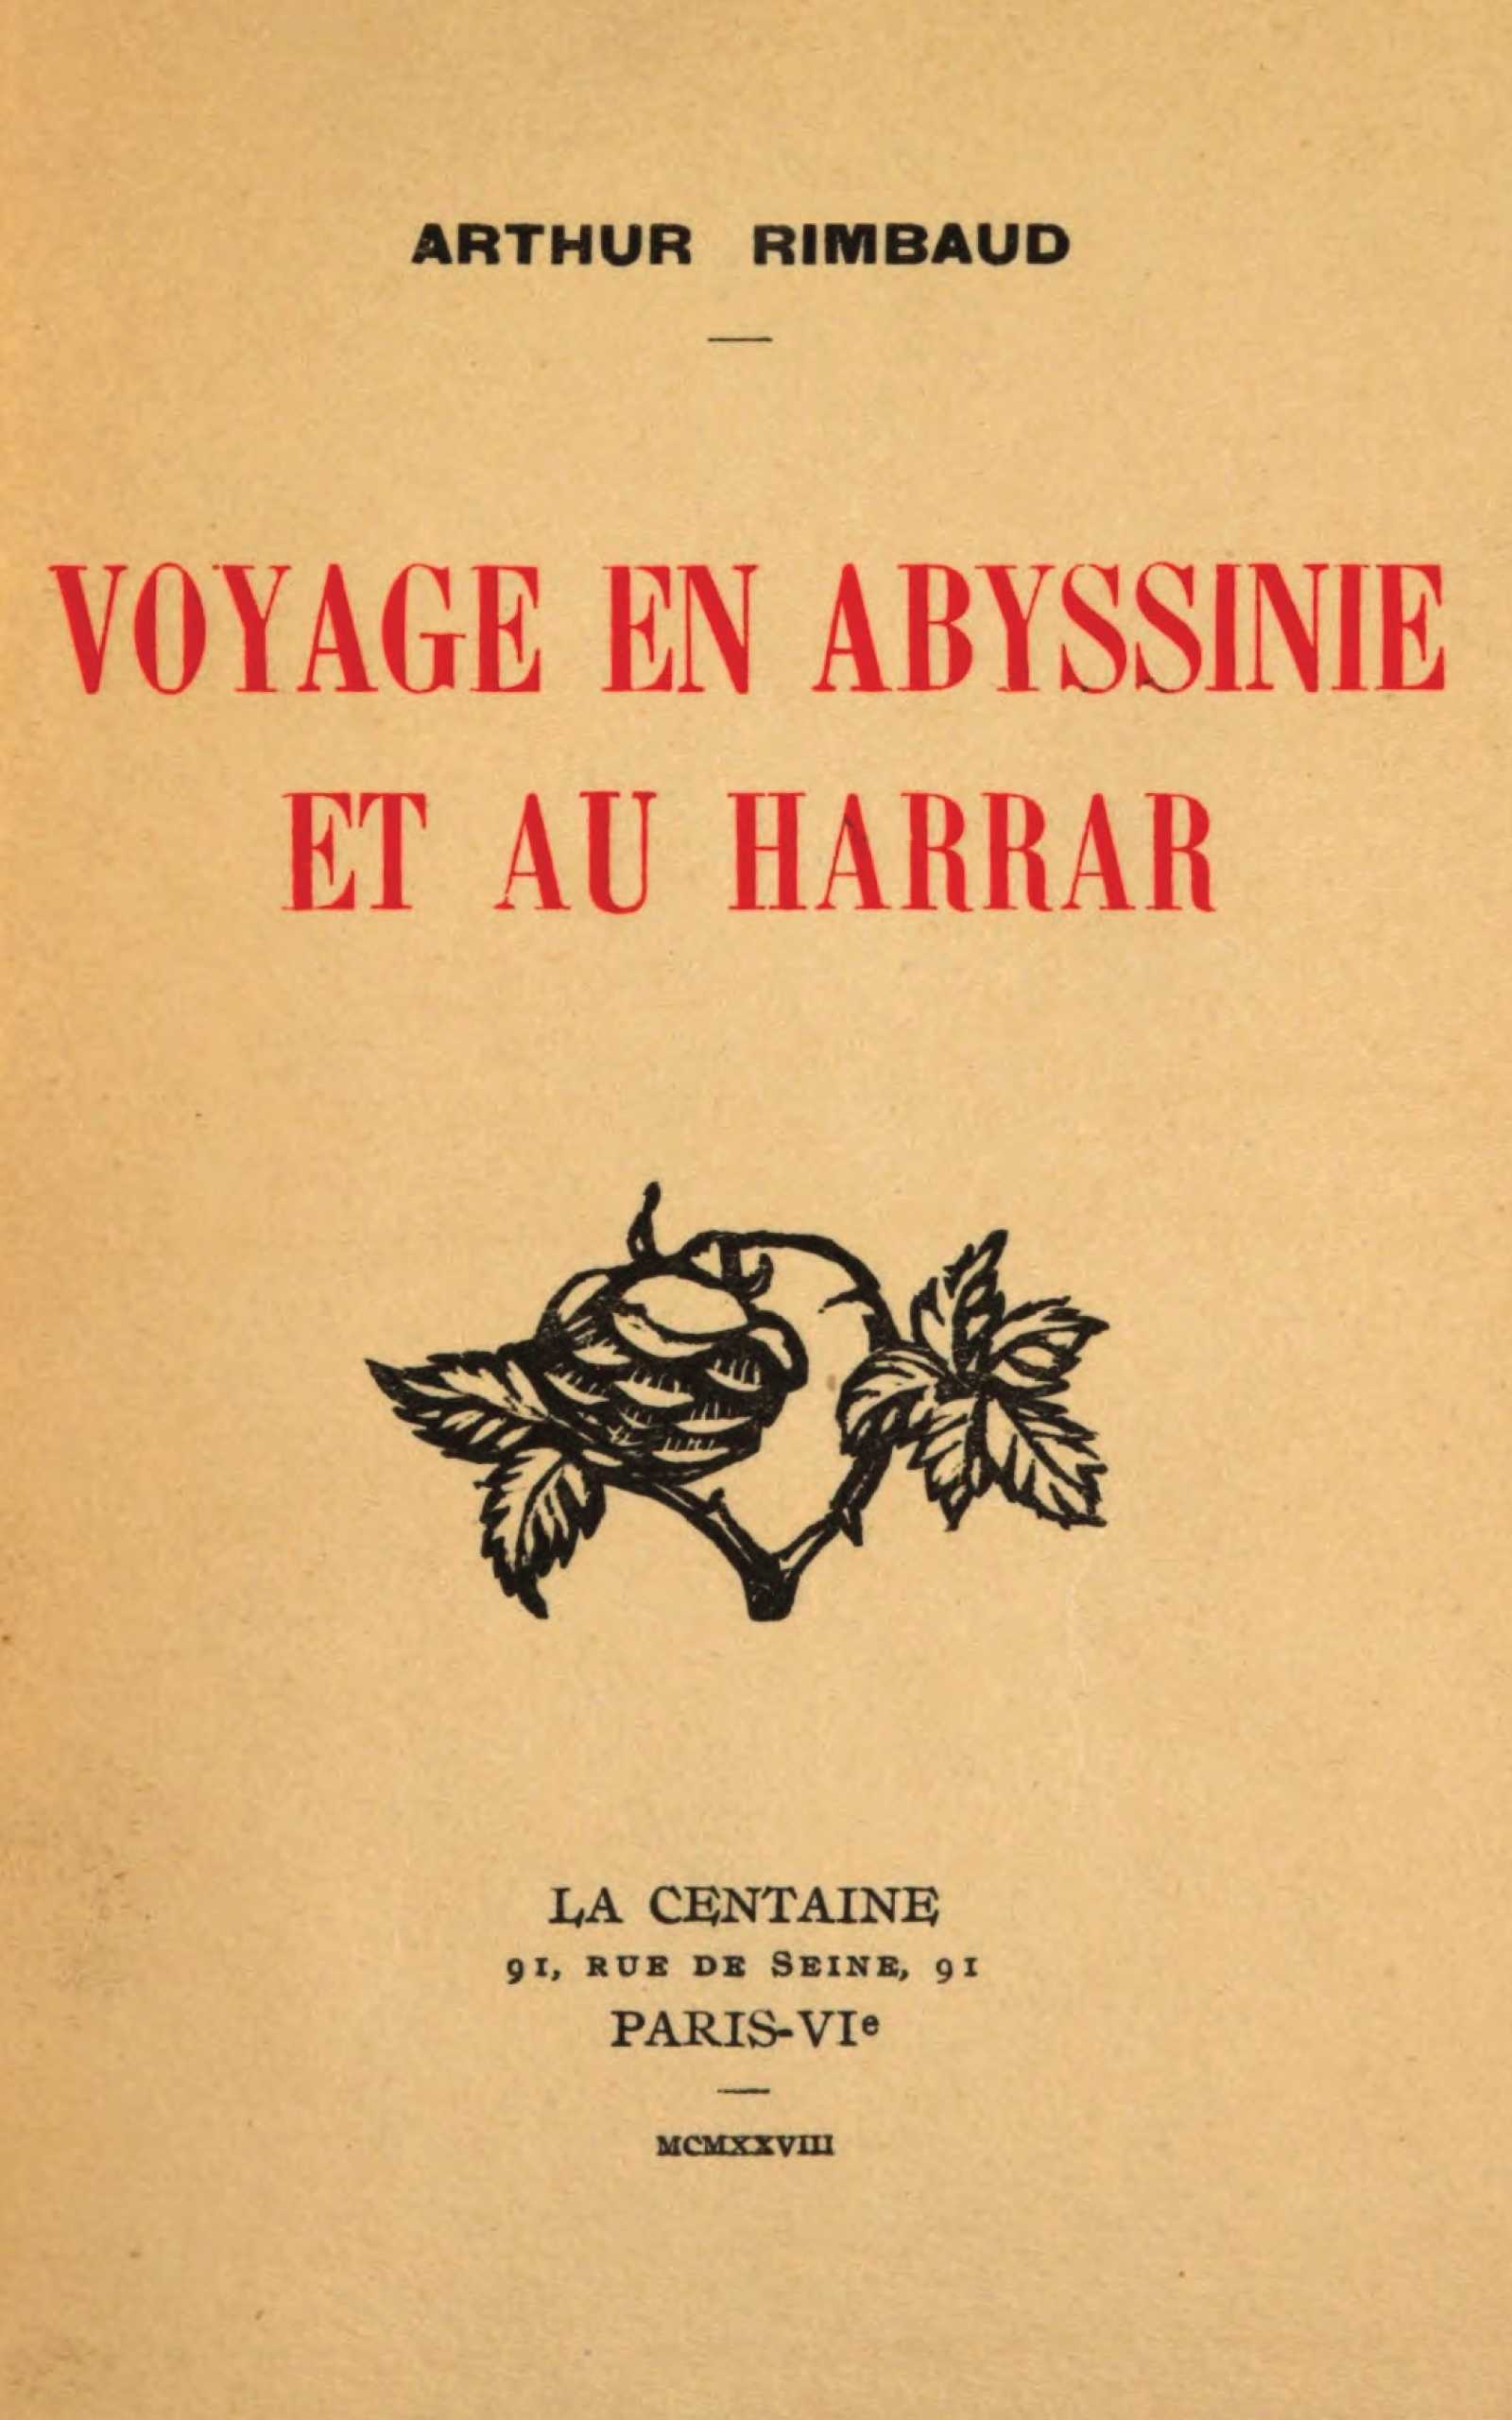 ARTHUR RIMBAUD
VOYAGE EN ABYSSINIE
ET AU HARRAR
LA CENTAINE
91, RUE DE SEINE, 91
PARIS-VIe
MCMXXVIII